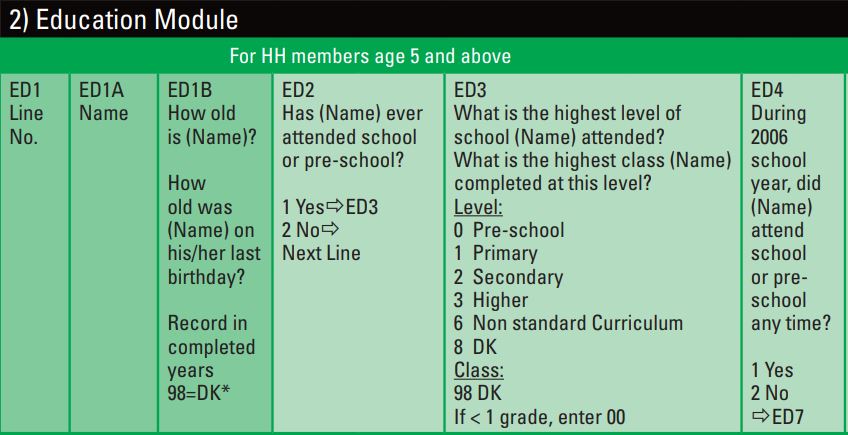 2) Education Module
For HH members age 5 and above
ED1
Line
No.
ED1A
Name
ED1B
How old
is (Name)?
How
old was
(Name) on
his/her last
birthday?
Record in
completed
years
98=DK*
ED2
Has (Name) ever
attended school
or pre-school?
1 Yes⇨ED3
2 No⇨
Next Line
ED3
What is the highest level of
school (Name) attended?
What is the highest class (Name)
completed at this level?
Level:
0 Pre-school
1 Primary
2 Secondary
3 Higher
6 Non standard Curriculum
8 DK
Class:
98 DK
If < 1 grade, enter 00
ED4
During
2006
school
year, did
(Name)
attend
school
or pre-
school
any time?
1 Yes
2 No
⇨ED7